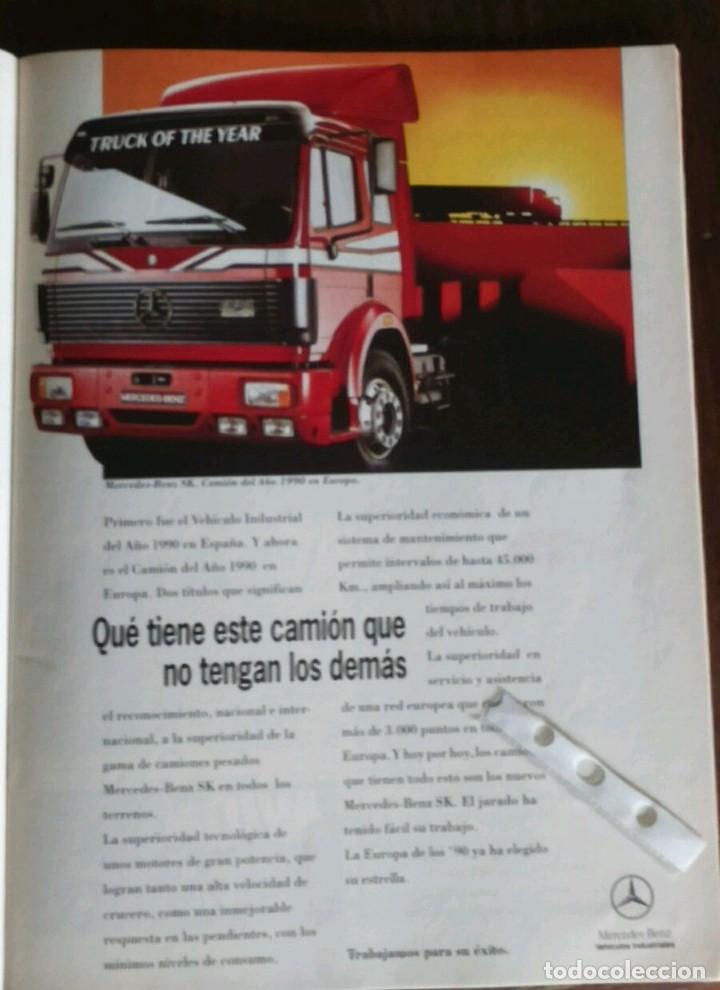 TRUCK OF THE YEAR
MERCEDES-BENZ
Mercedes-Benz SK. Camión del Año 1990 en Europa.
Primero fue el Vehículo Industrial
del Año 1990 en España. Y ahora
es el Camión del Año 1990 en
Europa. Dos títulos que significan
Qué tiene este camión que
no tengan los demás
el reconocimiento, nacional e inter-
nacional, a la superioridad de la
gama de camiones pesados
Mercedes-Benz SK en todos los
terrenos.
La superioridad tecnológica de
unos motores de gran potencia, que
logran tanto una alta velocidad de
crucero, como una inmejorable
respuesta en las pendientes, con los
mínimos niveles de consumo.
La superioridad económica de un
sistema de mantenimiento que
permite intervalos de hasta 45.000
Km., ampliando así al máximo los
tiempos de trabajo
del vehículo.
La superioridad en
servicio y asistencia
de una red europea que con
más de 3.000 puntos en
Europa. Y hoy por hoy, los
que tienen todo esto son los nuevos
Mercedes-Benz SK. El jurado ha
tenido fácil su trabajo.
La Europa de los '90 ya ha elegido
su estrella.
Trabajamos para su éxito.
Mercedes-Benz
Vehículos Industriales
todocoleccion